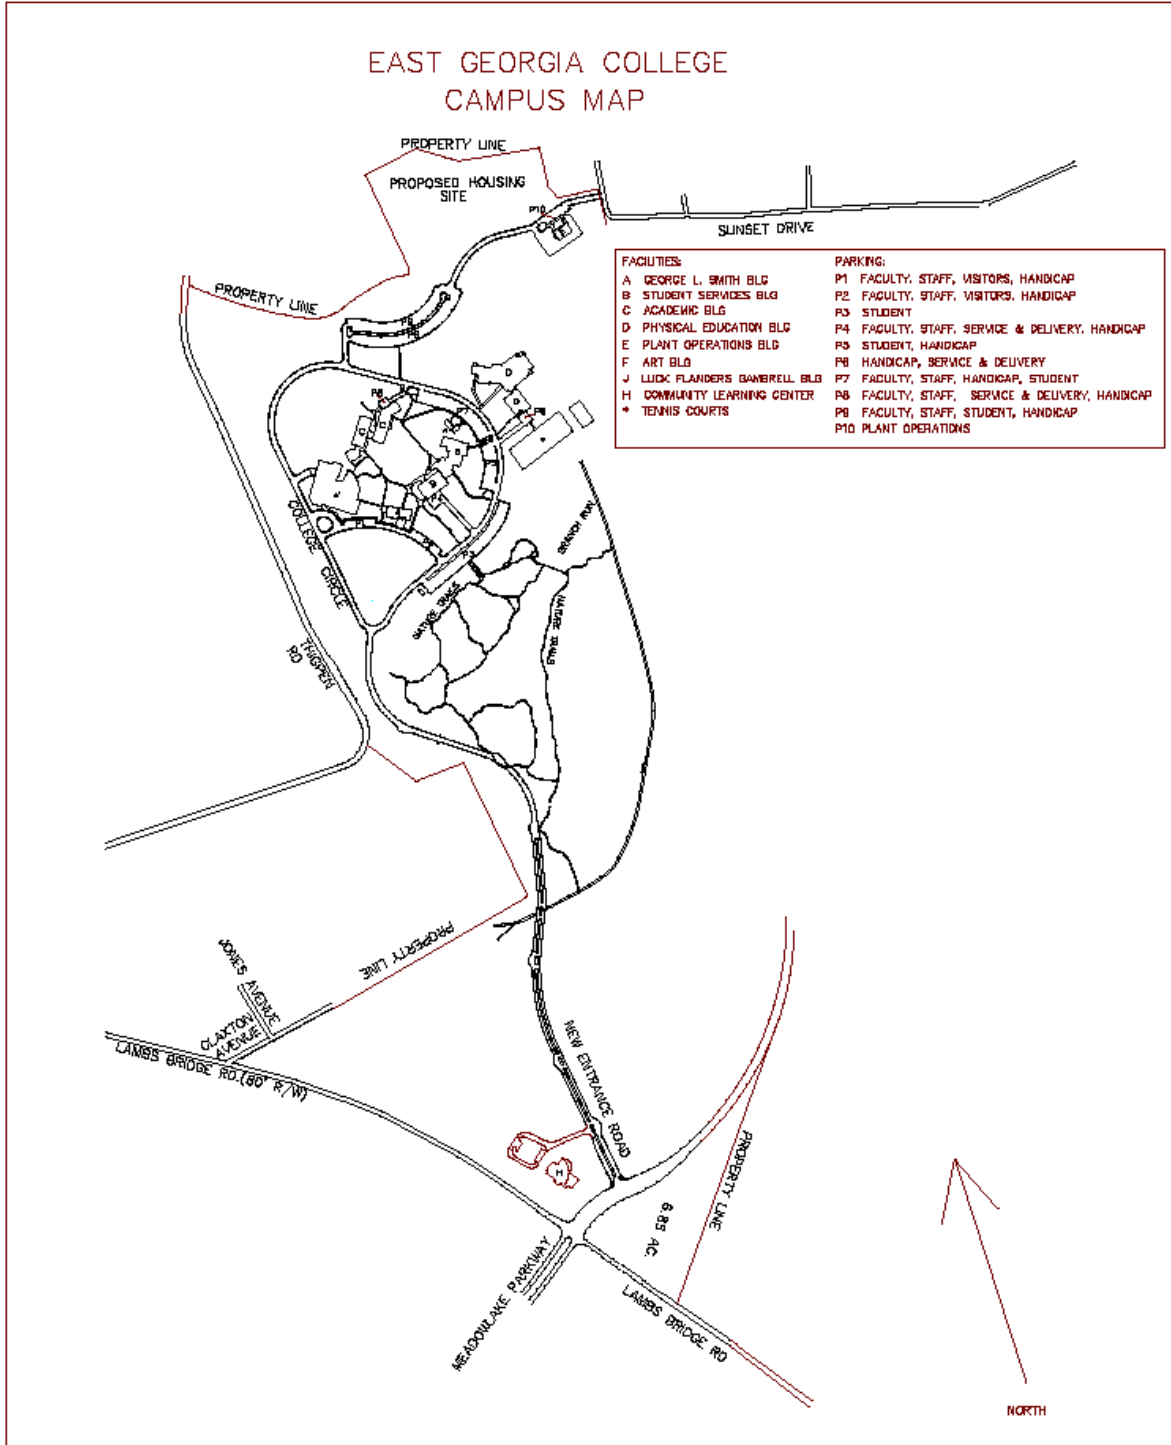 EAST GEORGIA COLLEGE
CAMPUS MAP
PROPERTY LINE
PROPOSED HOUSING
SITE
P10
E
SUNSET DRIVE
PROPERTY LINE
FACILITIES:
A GEORGE L. SMITH BLG
B STUDENT SERVICES BLG
C ACADEMIC BLG
D PHYSICAL EDUCATION BLG
E PLANT OPERATIONS BLG
F ART BLG
J LUCK FLANDERS GAMBRELL BLG
H COMMUNITY LEARNING CENTER
* TENNIS COURTS
PARKING:
P1 FACULTY, STAFF, VISITORS, HANDICAP
P2 FACULTY, STAFF, VISITORS, HANDICAP
P3 STUDENT
P4 FACULTY, STAFF, SERVICE & DELIVERY, HANDICAP
P5 STUDENT, HANDICAP
P6 HANDICAP, SERVICE & DELIVERY
P7 FACULTY, STAFF, HANDICAP, STUDENT
P8 FACULTY, STAFF, SERVICE & DELIVERY, HANDICAP
P9 FACULTY, STAFF, STUDENT, HANDICAP
P10 PLANT OPERATIONS
D
C
J
P3
COLLEGE CIRCLE
BRANCH RUN
NATURE TRAILS
NATURE TRAILS
THIGPEN
RD
PROPERTY LINE
JONES AVENUE
CLAXTON
AVENUE
LAMBS BRIDGE RD.(80' R/W)
NEW ENTRANCE ROAD
H
PROPERTY LINE
6.85 AC.
MEADOWLAKE PARKWAY
LAMBS BRIDGE RD
NORTH